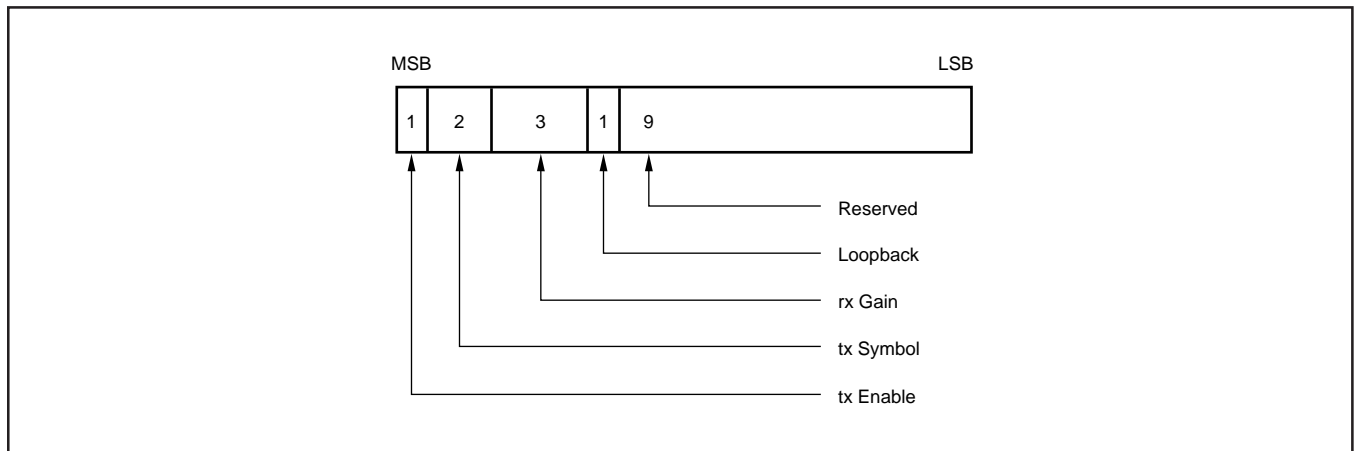 MSB LSB
1 2 3 1 9
Reserved
Loopback
rx Gain
tx Symbol
tx Enable